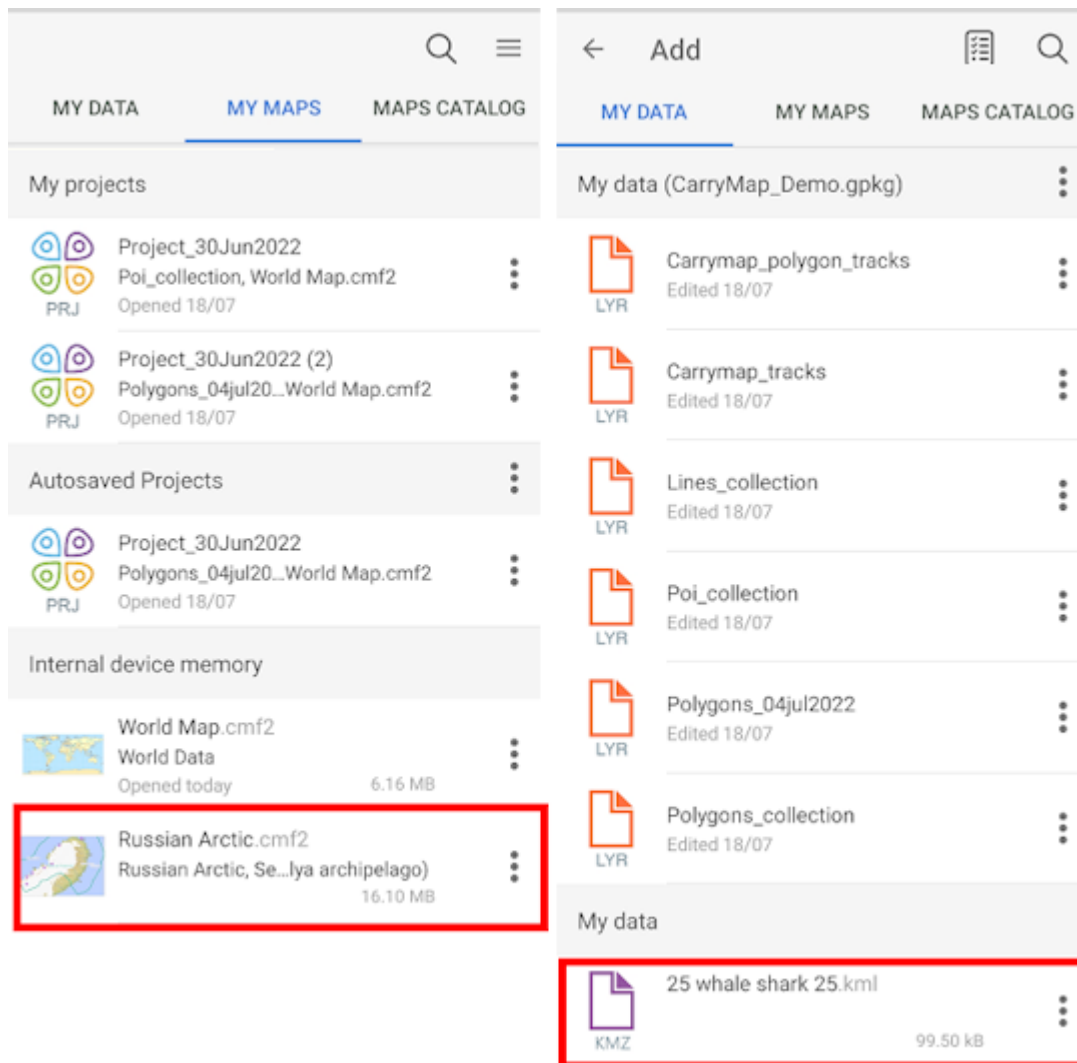 MY DATA MY MAPS MAPS CATALOG
My projects
Project_30Jun2022
Poi_collection, World Map.cmf2
Opened 18/07
PRJ
Project_30Jun2022 (2)
Polygons_04jul20...World Map.cmf2
Opened 18/07
PRJ
Autosaved Projects
Project_30Jun2022
Polygons_04jul20...World Map.cmf2
Opened 18/07
PRJ
Internal device memory
World Map.cmf2
World Data
Opened today 6.16 MB
Russian Arctic.cmf2
Russian Arctic, Se...lya archipelago)
16.10 MB
Add
MY DATA MY MAPS MAPS CATALOG
My data (CarryMap_Demo.gpkg)
Carrymap_polygon_tracks
Edited 18/07
LYR
Carrymap_tracks
Edited 18/07
LYR
Lines_collection
Edited 18/07
LYR
Poi_collection
Edited 18/07
LYR
Polygons_04jul2022
Edited 18/07
LYR
Polygons_collection
Edited 18/07
LYR
My data
25 whale shark 25.kml
KMZ 99.50 kB